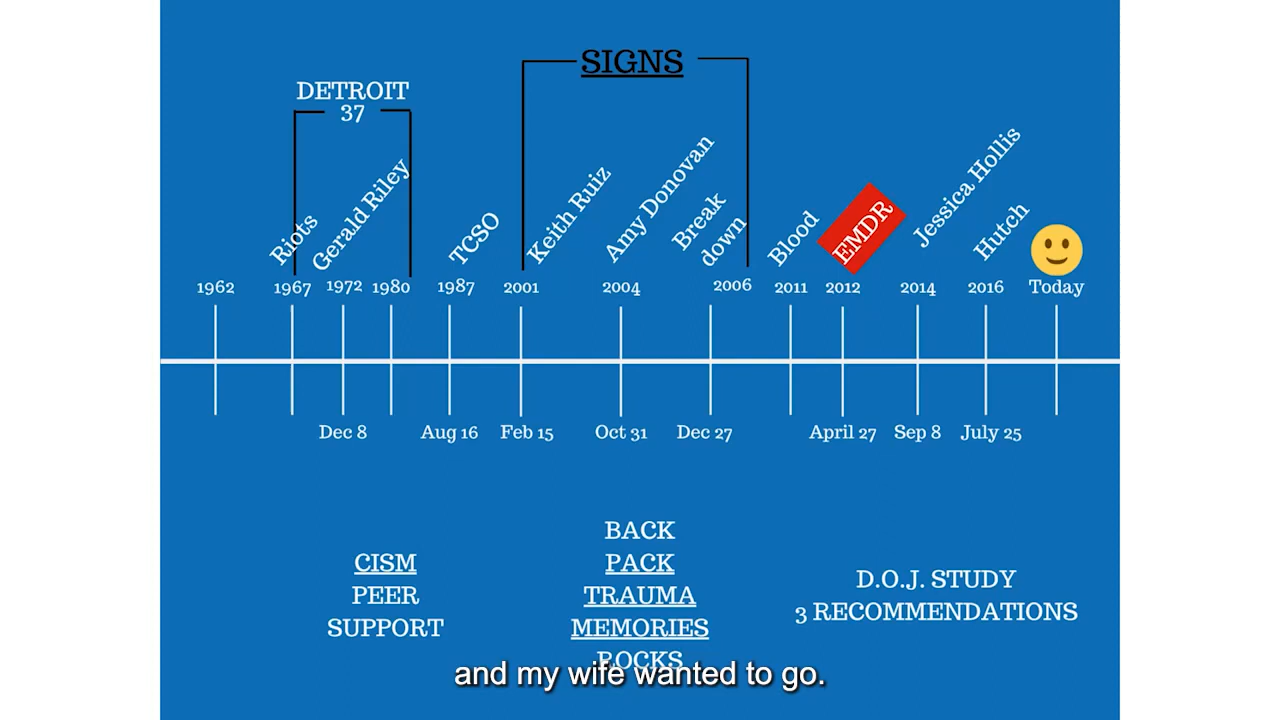 SIGNS
DETROIT
37
Riots
Gerald Riley
TCSO
Keith Ruiz
Amy Donovan
Break
down
Blood
EMDR
Jessica Hollis
Hutch
1962 1967 1972 1980 1987 2001 2004 2006 2011 2012 2014 2016 Today
Dec 8 Aug 16 Feb 15 Oct 31 Dec 27 April 27 Sep 8 July 25
CISM
PEER
SUPPORT
BACK
PACK
TRAUMA
MEMORIES
ROCKS
D.O.J. STUDY
3 RECOMMENDATIONS
and my wife wanted to go.